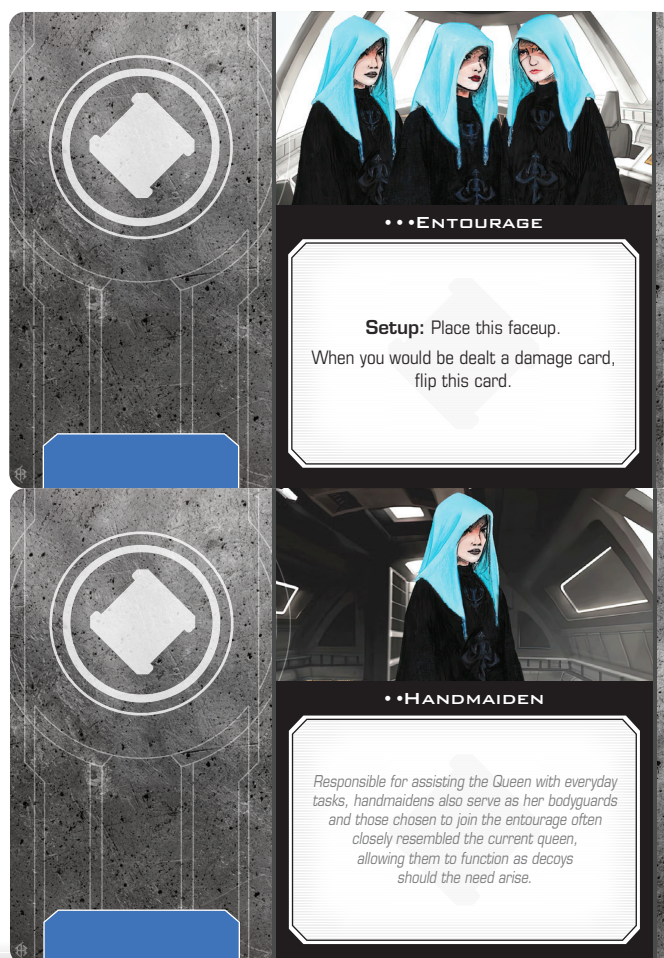 •••Entourage
Setup: Place this faceup.
When you would be dealt a damage card,
flip this card.
••Handmaiden
Responsible for assisting the Queen with everyday
tasks, handmaidens also serve as her bodyguards
and those chosen to join the entourage often
closely resembled the current queen,
allowing them to function as decoys
should the need arise.